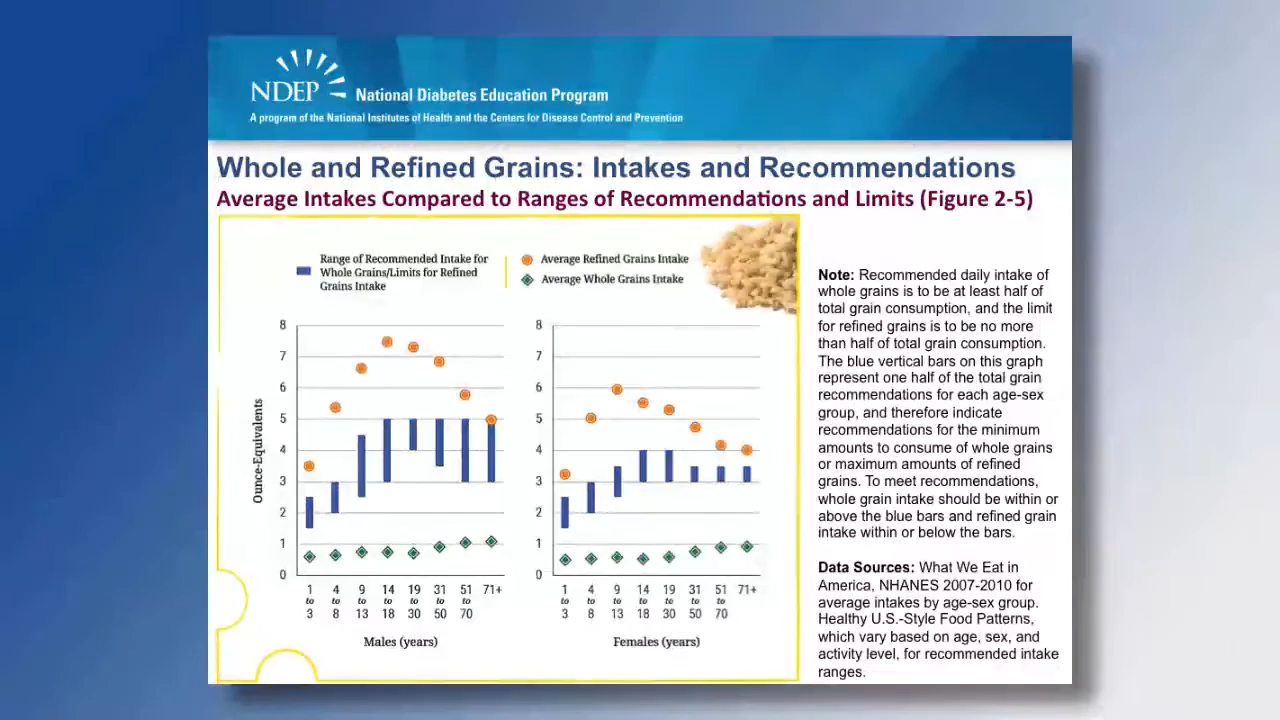 NDEP National Diabetes Education Program
A program of the National Institutes of Health and the Centers for Disease Control and Prevention
Whole and Refined Grains: Intakes and Recommendations
Average Intakes Compared to Ranges of Recommendations and Limits (Figure 2-5)
Range of Recommended Intake for
Whole Grains/Limits for Refined
Grains Intake
Average Refined Grains Intake
Average Whole Grains Intake
Ounce-Equivalents
8
7
6
5
4
3
2
1
0
1 to 3
4 to 8
9 to 13
14 to 18
19 to 30
31 to 50
51 to 70
71+
Males (years)
8
7
6
5
4
3
2
1
0
1 to 3
4 to 8
9 to 13
14 to 18
19 to 30
31 to 50
51 to 70
71+
Females (years)
Note: Recommended daily intake of
whole grains is to be at least half of
total grain consumption, and the limit
for refined grains is to be no more
than half of total grain consumption.
The blue vertical bars on this graph
represent one half of the total grain
recommendations for each age-sex
group, and therefore indicate
recommendations for the minimum
amounts to consume of whole grains
or maximum amounts of refined
grains. To meet recommendations,
whole grain intake should be within or
above the blue bars and refined grain
intake within or below the bars.
Data Sources: What We Eat in
America, NHANES 2007-2010 for
average intakes by age-sex group.
Healthy U.S.-Style Food Patterns,
which vary based on age, sex, and
activity level, for recommended intake
ranges.